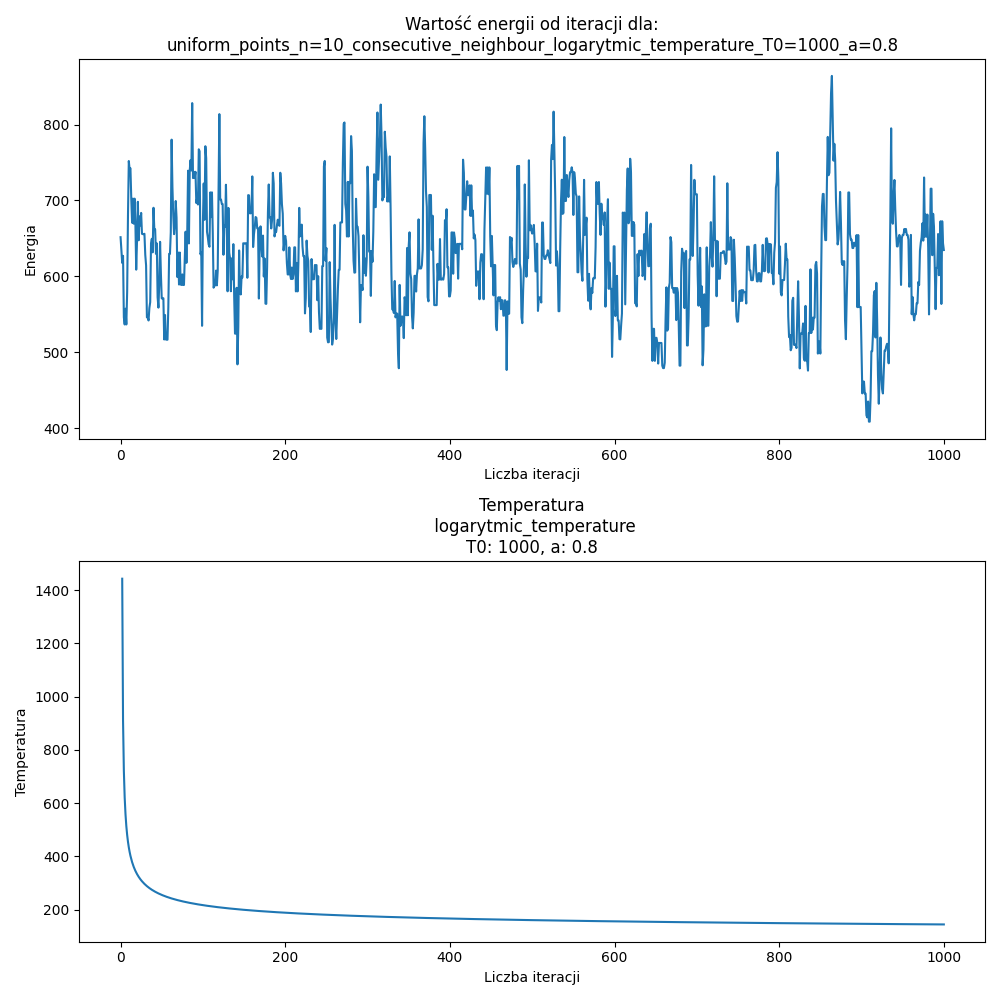 Wartość energii od iteracji dla:
uniform_points_n=10_consecutive_neighbour_logarytmic_temperature_T0=1000_a=0.8
800
700
600
500
400
Energia
0 200 400 600 800 1000
Liczba iteracji
Temperatura
logarytmic_temperature
T0: 1000, a: 0.8
1400
1200
1000
800
600
400
200
Temperatura
0 200 400 600 800 1000
Liczba iteracji